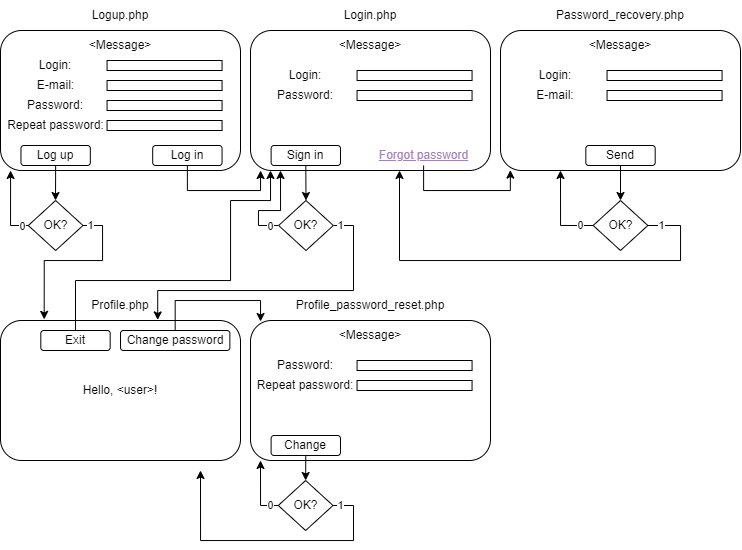 Logup.php
<Message>
Login:
E-mail:
Password:
Repeat password:
Log up
Log in
0
OK?
1
Login.php
<Message>
Login:
Password:
Sign in
Forgot password
0
OK?
1
Password_recovery.php
<Message>
Login:
E-mail:
Send
0
OK?
1
Profile.php
Exit
Change password
Hello, <user>!
Profile_password_reset.php
<Message>
Password:
Repeat password:
Change
0
OK?
1